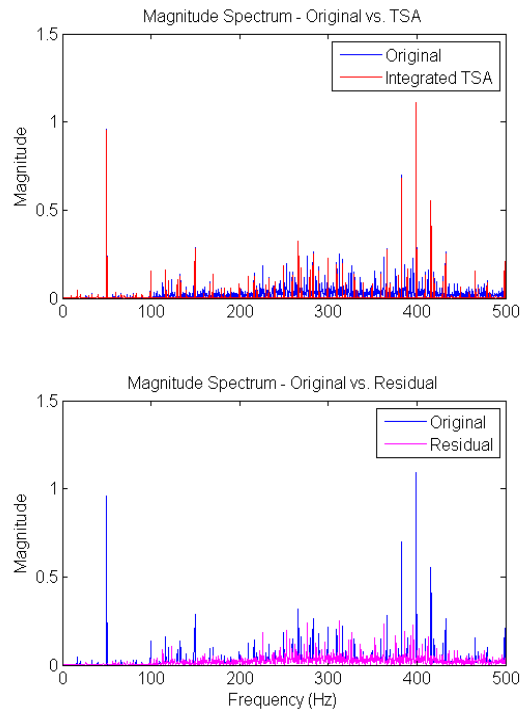 Magnitude Spectrum - Original vs. TSA
1.5
Original
Integrated TSA
1
Magnitude
0.5
0
0 100 200 300 400 500
Magnitude Spectrum - Original vs. Residual
1.5
Original
Residual
1
Magnitude
0.5
0
0 100 200 300 400 500
Frequency (Hz)